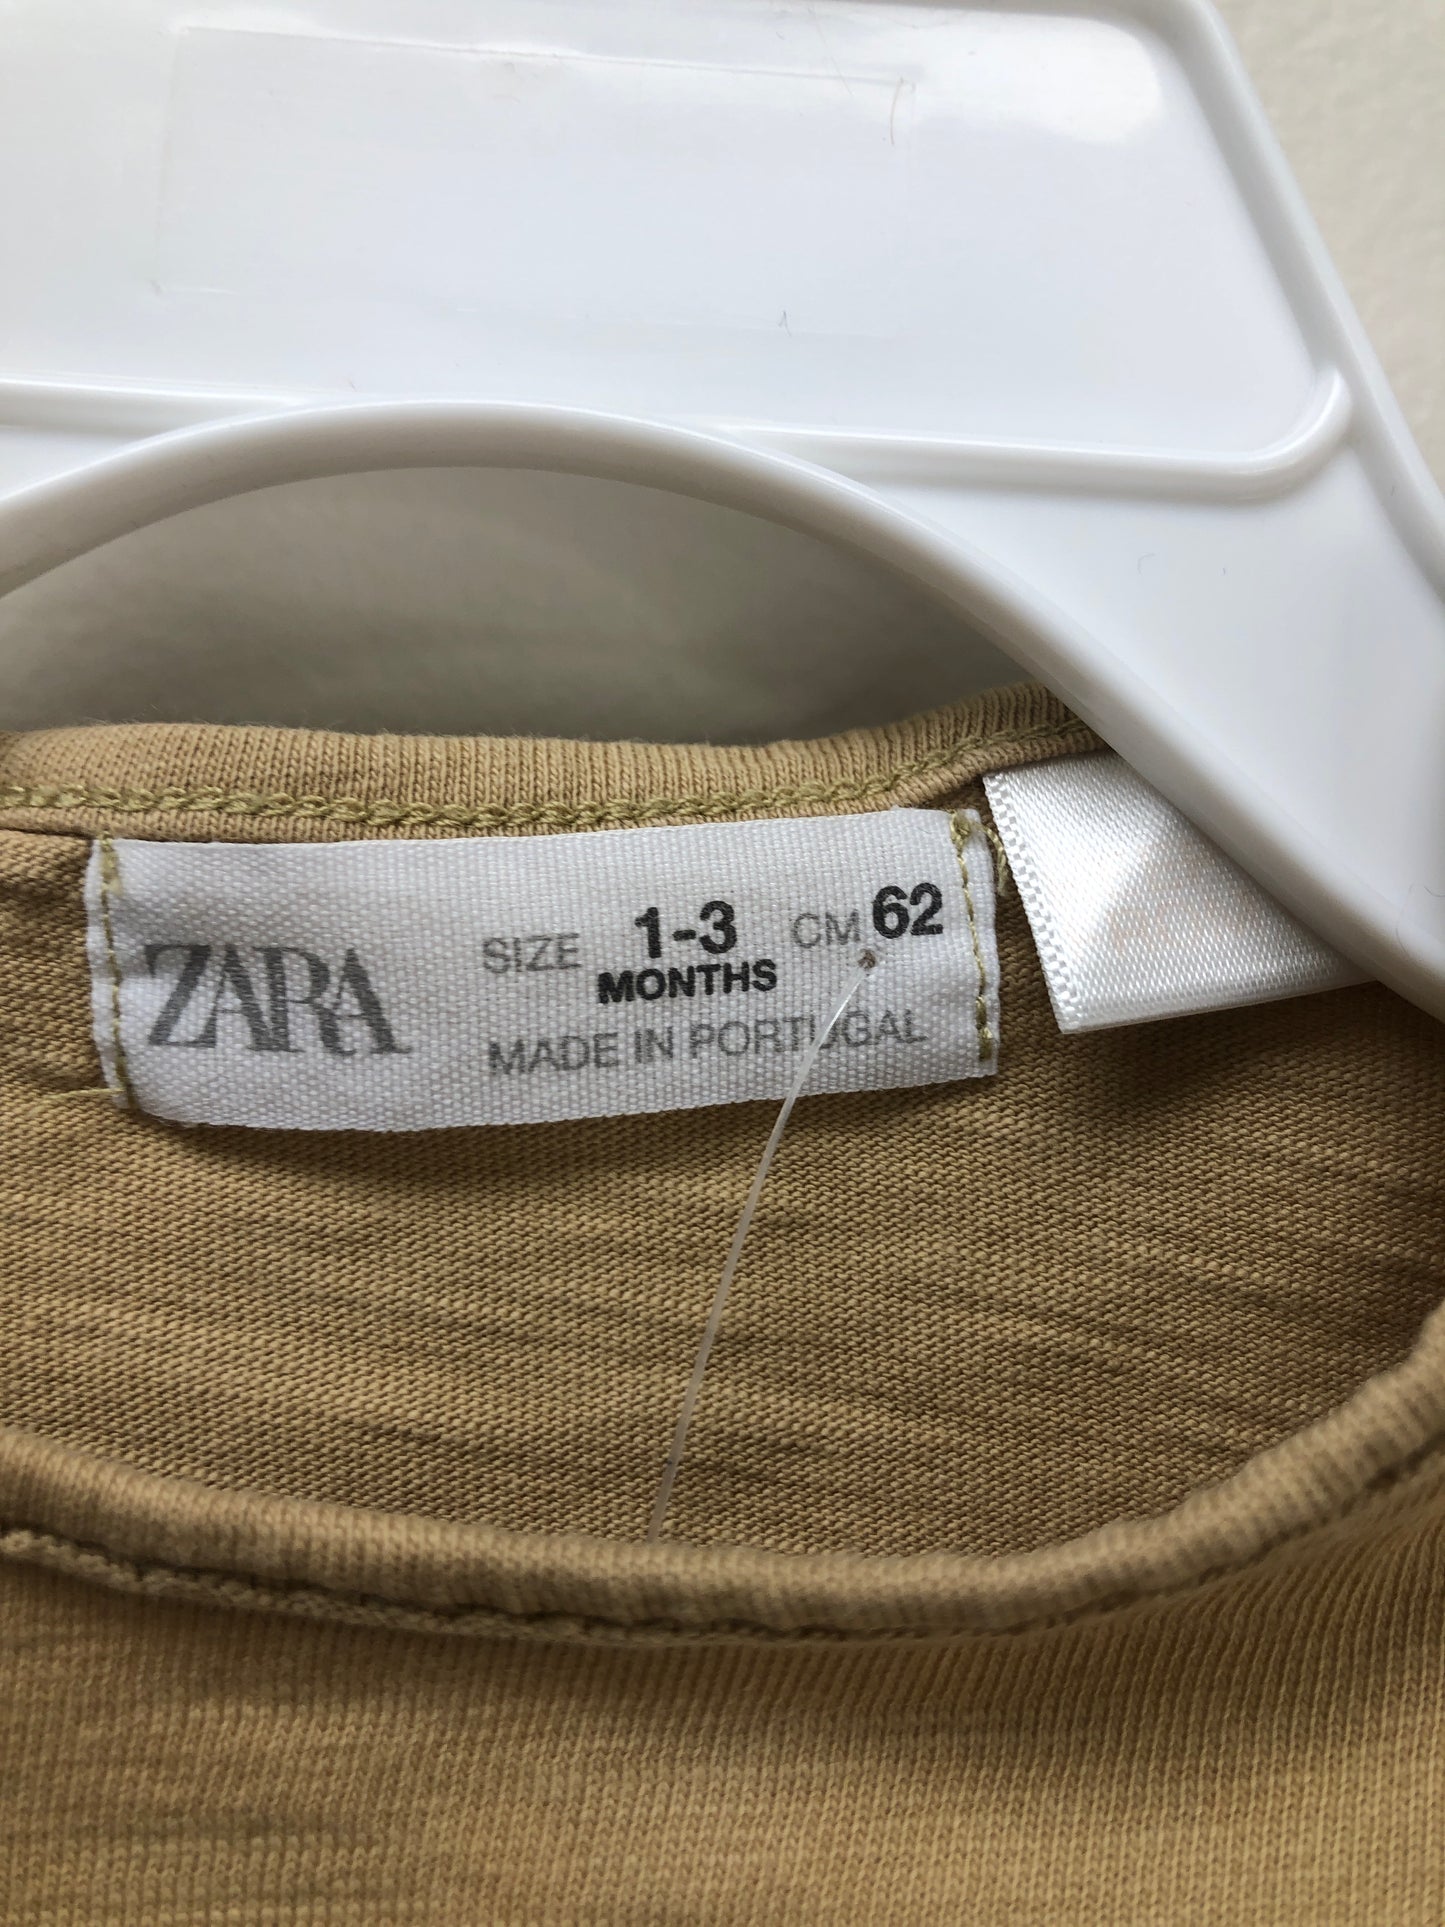 ZARA
SIZE 1-3 MONTHS CM 62
MADE IN PORTUGAL